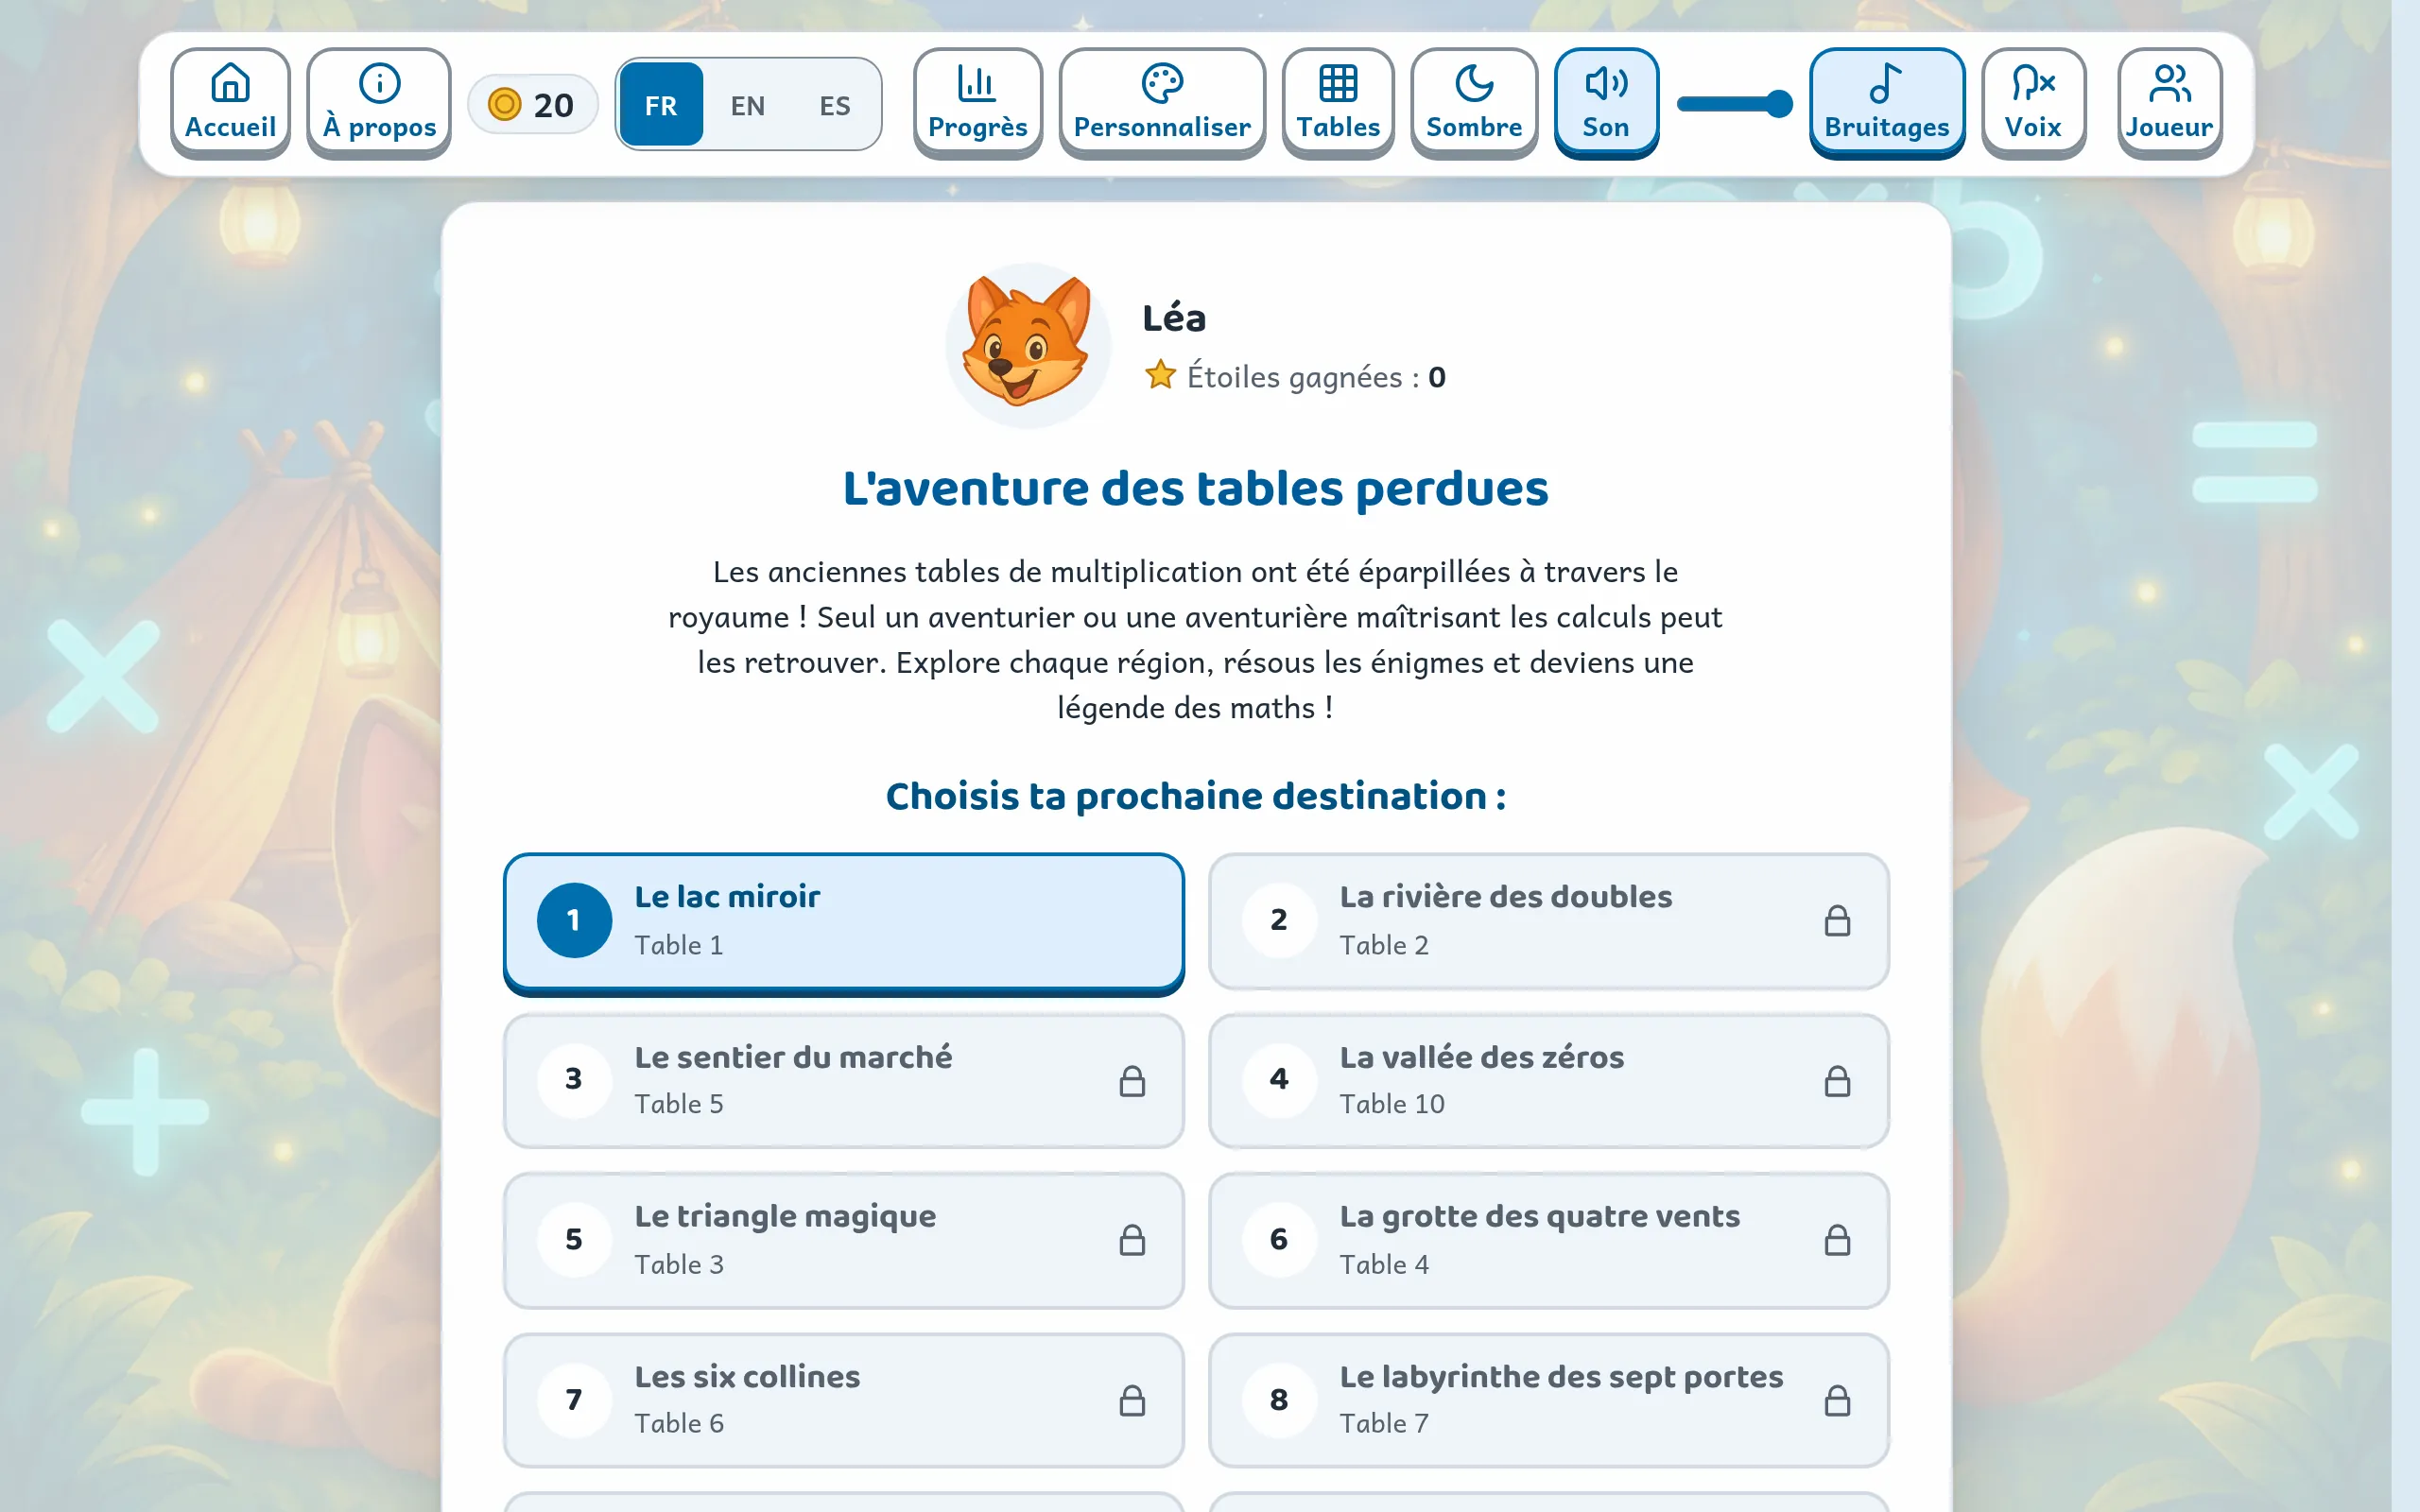 Accueil
À propos
20
FR EN ES
Progrès
Personnaliser
Tables
Sombre
Son
Bruitages
Voix
Joueur
Léa
Étoiles gagnées : 0
L'aventure des tables perdues
Les anciennes tables de multiplication ont été éparpillées à travers le
royaume ! Seul un aventurier ou une aventurière maîtrisant les calculs peut
les retrouver. Explore chaque région, résous les énigmes et deviens une
légende des maths !
Choisis ta prochaine destination :
1
Le lac miroir
Table 1
2
La rivière des doubles
Table 2
3
Le sentier du marché
Table 5
4
La vallée des zéros
Table 10
5
Le triangle magique
Table 3
6
La grotte des quatre vents
Table 4
7
Les six collines
Table 6
8
Le labyrinthe des sept portes
Table 7